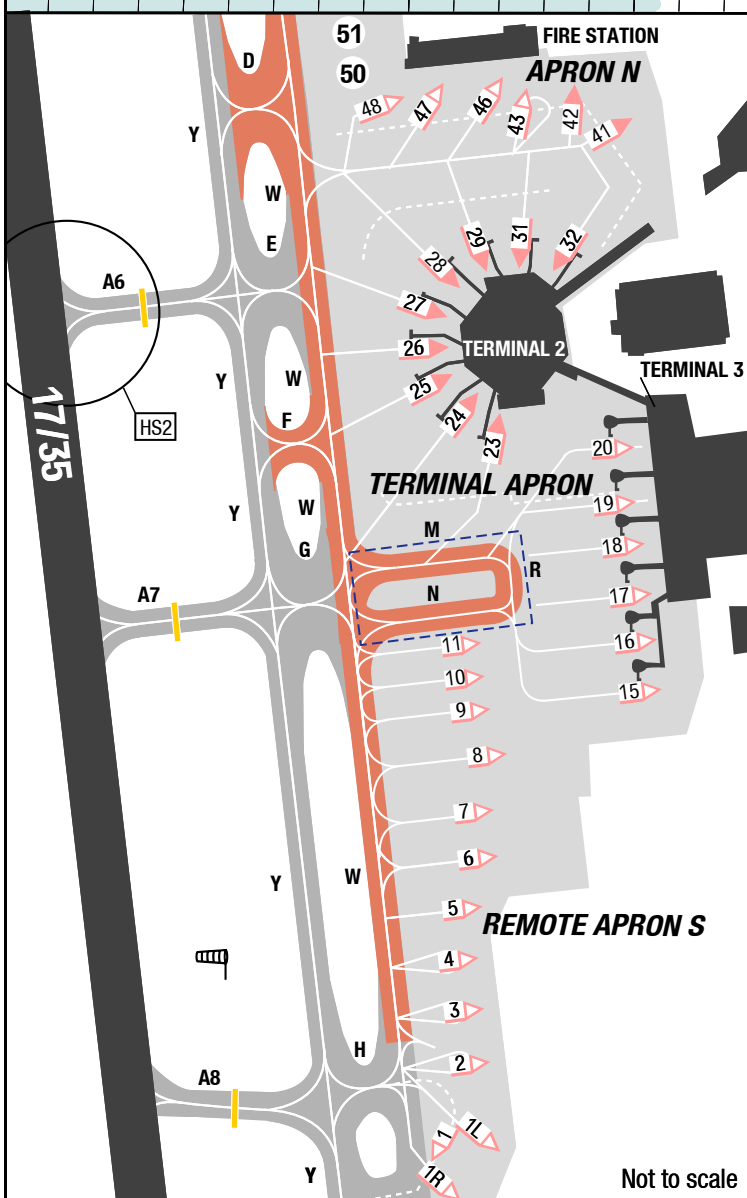 51
FIRE STATION
D
50
APRON N
48
47
46
43
42
41
Y
W
E
29
31
32
28
A6
27
26
TERMINAL 2
TERMINAL 3
17/35
HS2
Y
W
F
25
24
23
20
TERMINAL APRON
19
Y
W
G
M
18
R
A7
N
17
11
16
10
15
9
8
7
6
Y
W
5
REMOTE APRON S
4
3
H
2
A8
1
1L
Y
1R
Not to scale